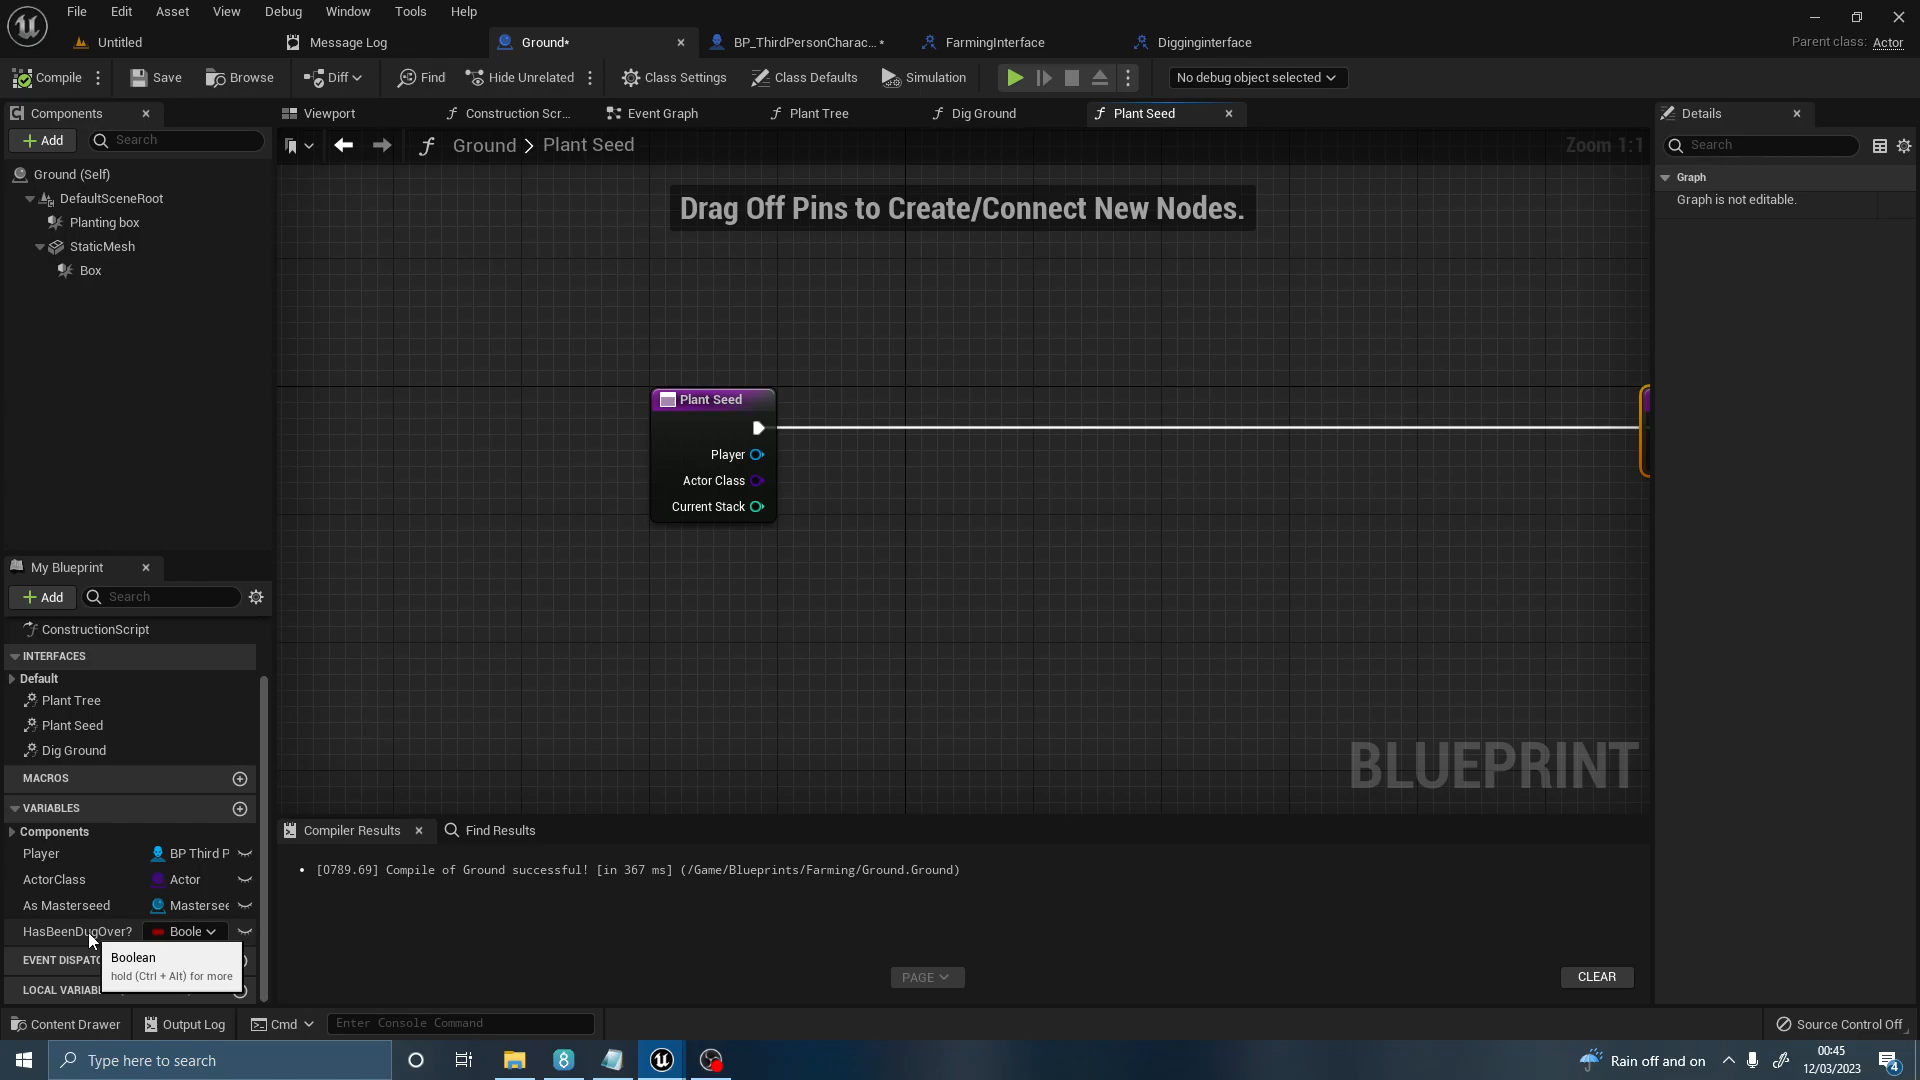 File Edit Asset View Debug Window Tools Help
Untitled Message Log Ground* BP_ThirdPersonCharac...* FarmingInterface Digginginterface Parent class: Actor
Compile Save Browse Diff Find Hide Unrelated Class Settings Class Defaults Simulation No debug object selected
Components Viewport Construction Scr... Event Graph Plant Tree Dig Ground Plant Seed Details
Add Search Ground Plant Seed Zoom 1:1 Search
Ground (Self)
DefaultSceneRoot
Planting box
StaticMesh
Box
Graph
Graph is not editable.
Drag Off Pins to Create/Connect New Nodes.
Plant Seed
Player
Actor Class
Current Stack
BLUEPRINT
My Blueprint
Add Search
ConstructionScript
INTERFACES
Default
Plant Tree
Plant Seed
Dig Ground
MACROS
VARIABLES
Components
Player BP Third P
ActorClass Actor
As Masterseed Mastersee
HasBeenDugOver? Boole
EVENT DISPATC
LOCAL VARIABL
Boolean
hold (Ctrl + Alt) for more
Compiler Results Find Results
• [0789.69] Compile of Ground successful! [in 367 ms] (/Game/Blueprints/Farming/Ground.Ground)
PAGE CLEAR
Content Drawer Output Log Cmd Enter Console Command Source Control Off
Type here to search Rain off and on 00:45
12/03/2023
4